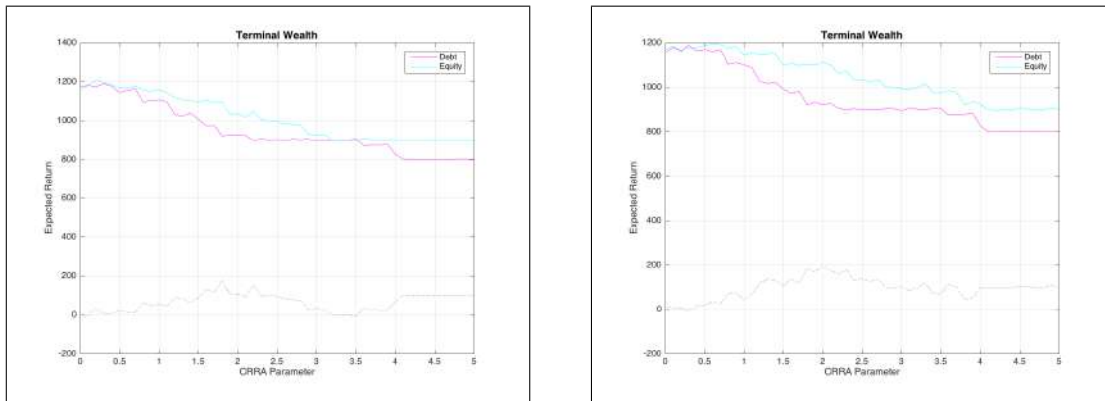 Terminal Wealth
Debt
Equity
Expected Return
1400
1200
1000
800
600
400
200
0
-200
0 0.5 1 1.5 2 2.5 3 3.5 4 4.5 5
CRRA Parameter
Terminal Wealth
Debt
Equity
Expected Return
1200
1000
800
600
400
200
0
-200
0 0.5 1 1.5 2 2.5 3 3.5 4 4.5 5
CRRA Parameter